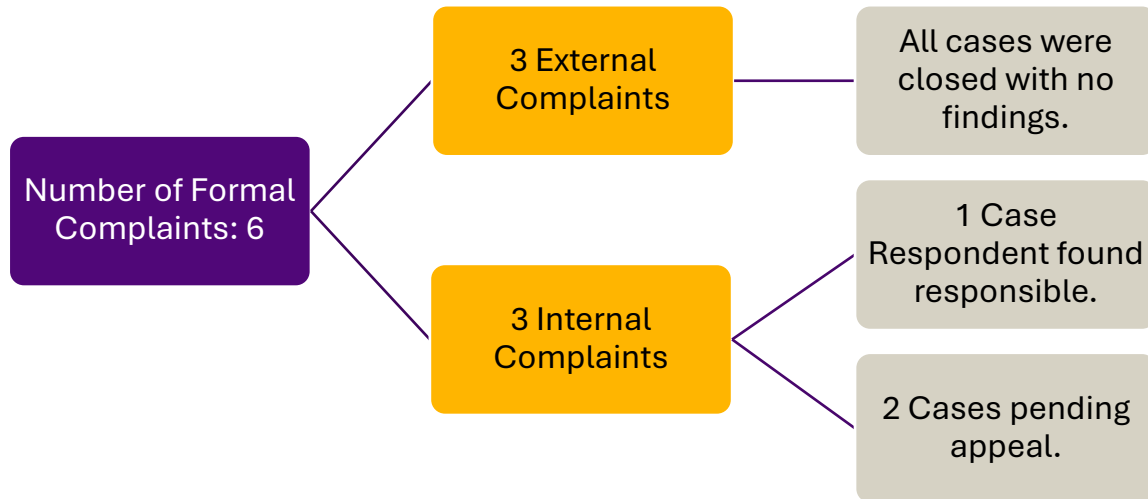 Number of Formal
Complaints: 6
3 External
Complaints
All cases were
closed with no
findings.
3 Internal
Complaints
1 Case
Respondent found
responsible.
2 Cases pending
appeal.